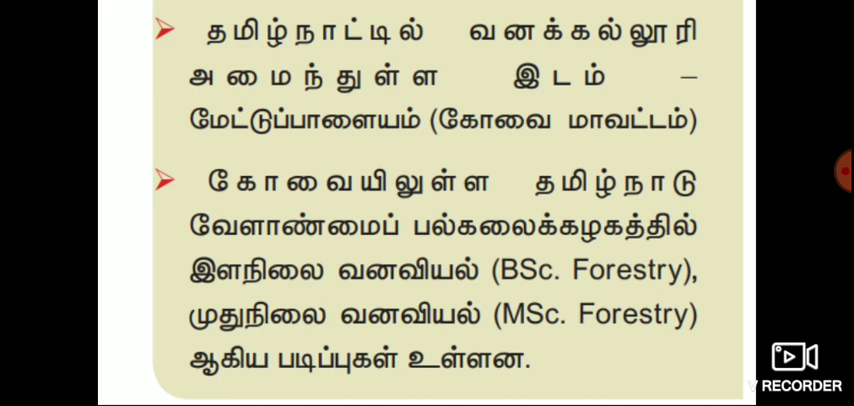 ➢ தமிழ்நாட்டில் வனக்கல்லூரி
அமைந்துள்ள இடம் –
மேட்டுப்பாளையம் (கோவை மாவட்டம்)
➢ கோவையிலுள்ள தமிழ்நாடு
வேளாண்மைப் பல்கலைக்கழகத்தில்
இளநிலை வனவியல் (BSc. Forestry),
முதுநிலை வனவியல் (MSc. Forestry)
ஆகிய படிப்புகள் உள்ளன.
V RECORDER